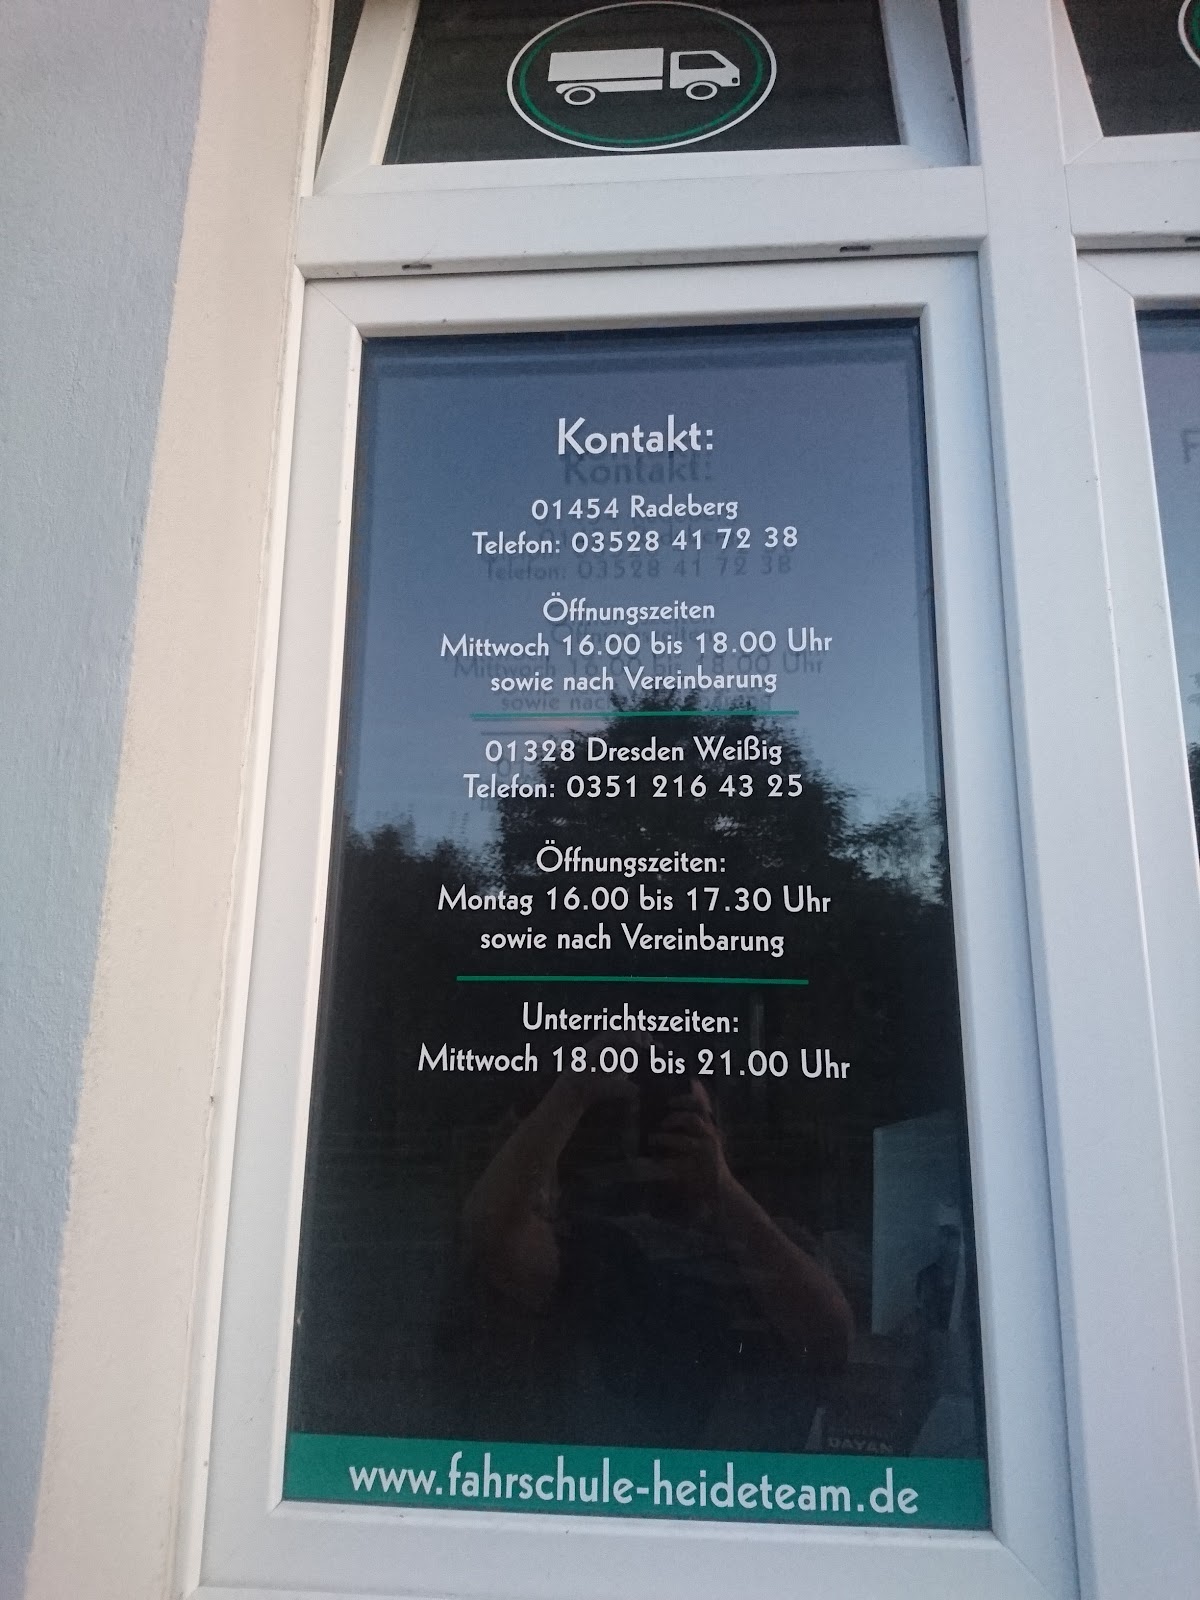 Kontakt:
01454 Radeberg
Telefon: 03528 41 72 38
Öffnungszeiten
Mittwoch 16.00 bis 18.00 Uhr
sowie nach Vereinbarung
01328 Dresden Weißig
Telefon: 0351 216 43 25
Öffnungszeiten:
Montag 16.00 bis 17.30 Uhr
sowie nach Vereinbarung
Unterrichtszeiten:
Mittwoch 18.00 bis 21.00 Uhr
DAYAN
www.fahrschule-heideteam.de
F